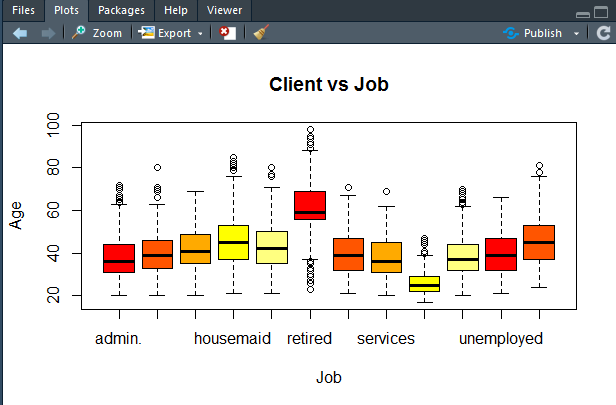 Files Plots Packages Help Viewer
Zoom Export Publish
Client vs Job
100
80
60
40
20
Age
admin. housemaid retired services unemployed
Job